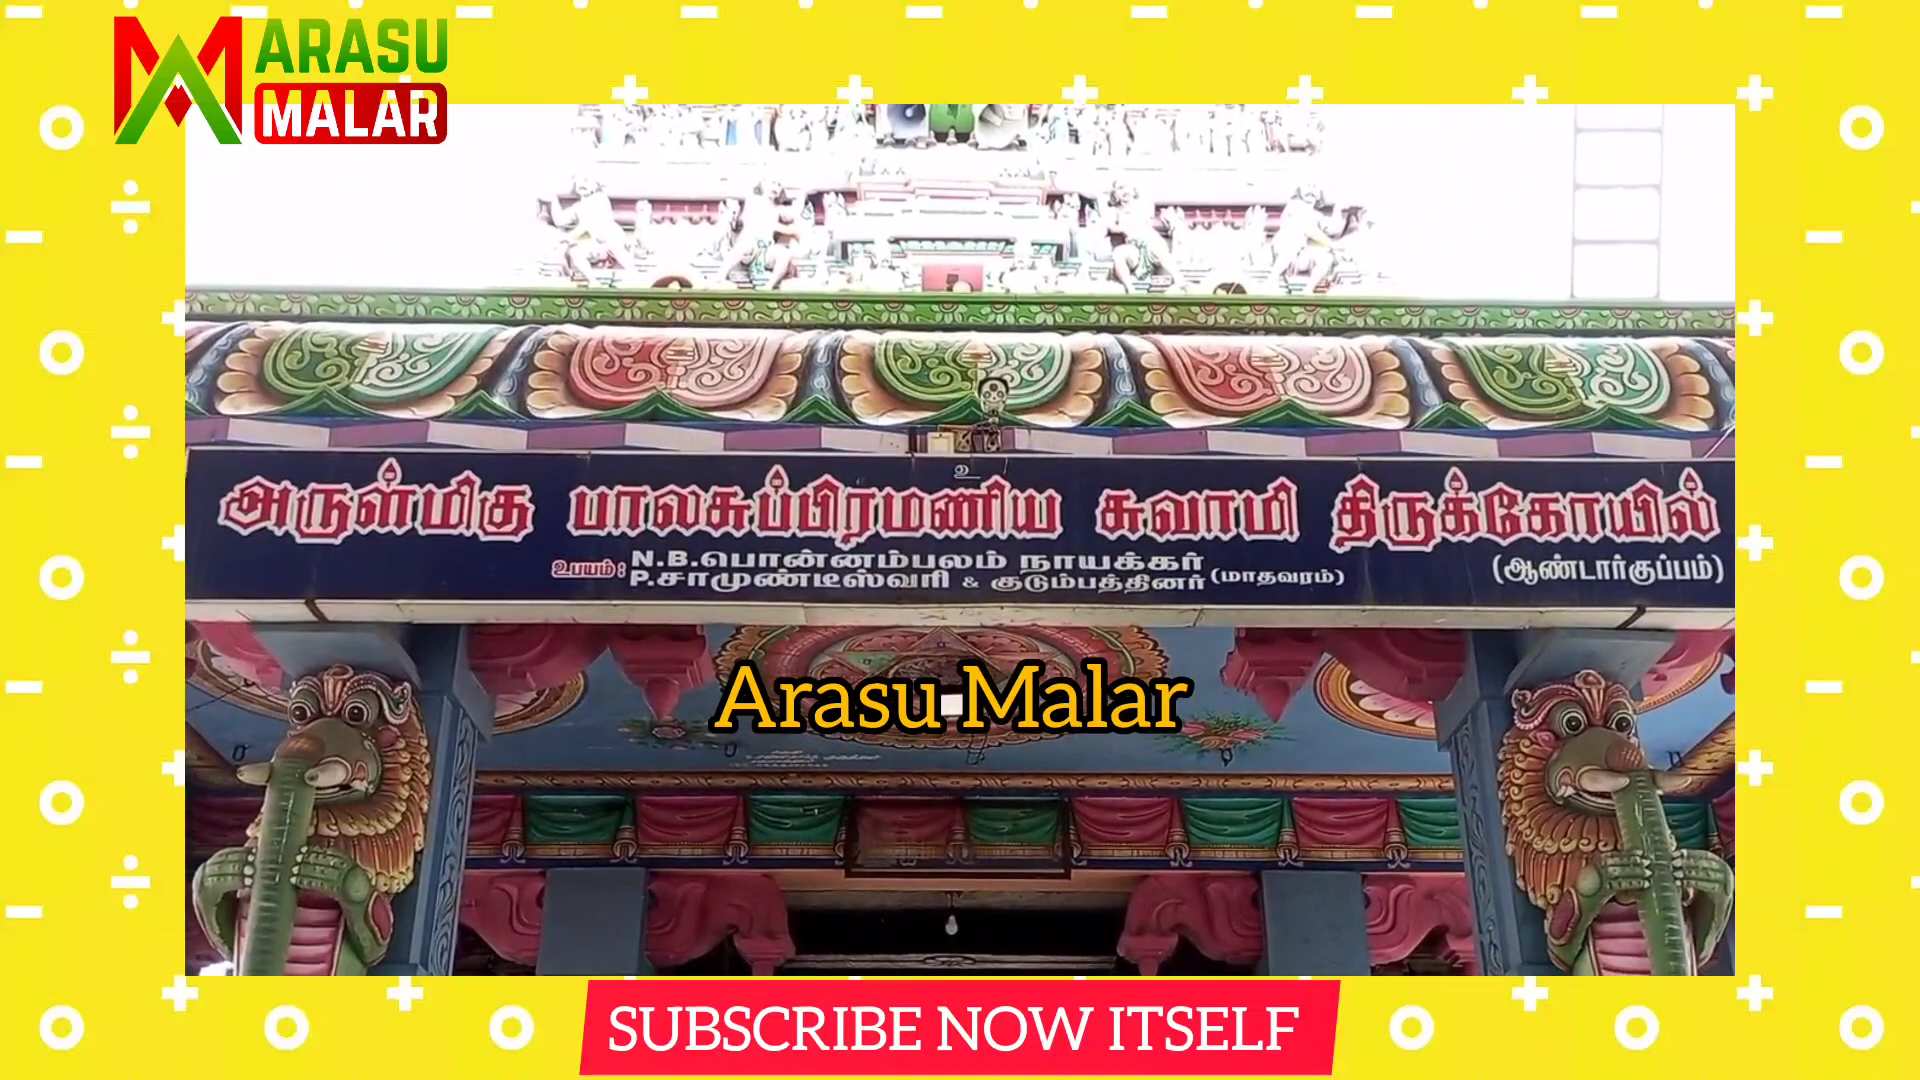 ARASU
MALAR
உ
அருள்மிகு பாலசுப்பிரமணிய சுவாமி திருக்கோயில்
உபயம்: N.B.பொன்னம்பலம் நாயக்கர்
P.சாமுண்டீஸ்வரி & குடும்பத்தினர் (மாதவரம்)
(ஆண்டார்குப்பம்)
Arasu Malar
SUBSCRIBE NOW ITSELF